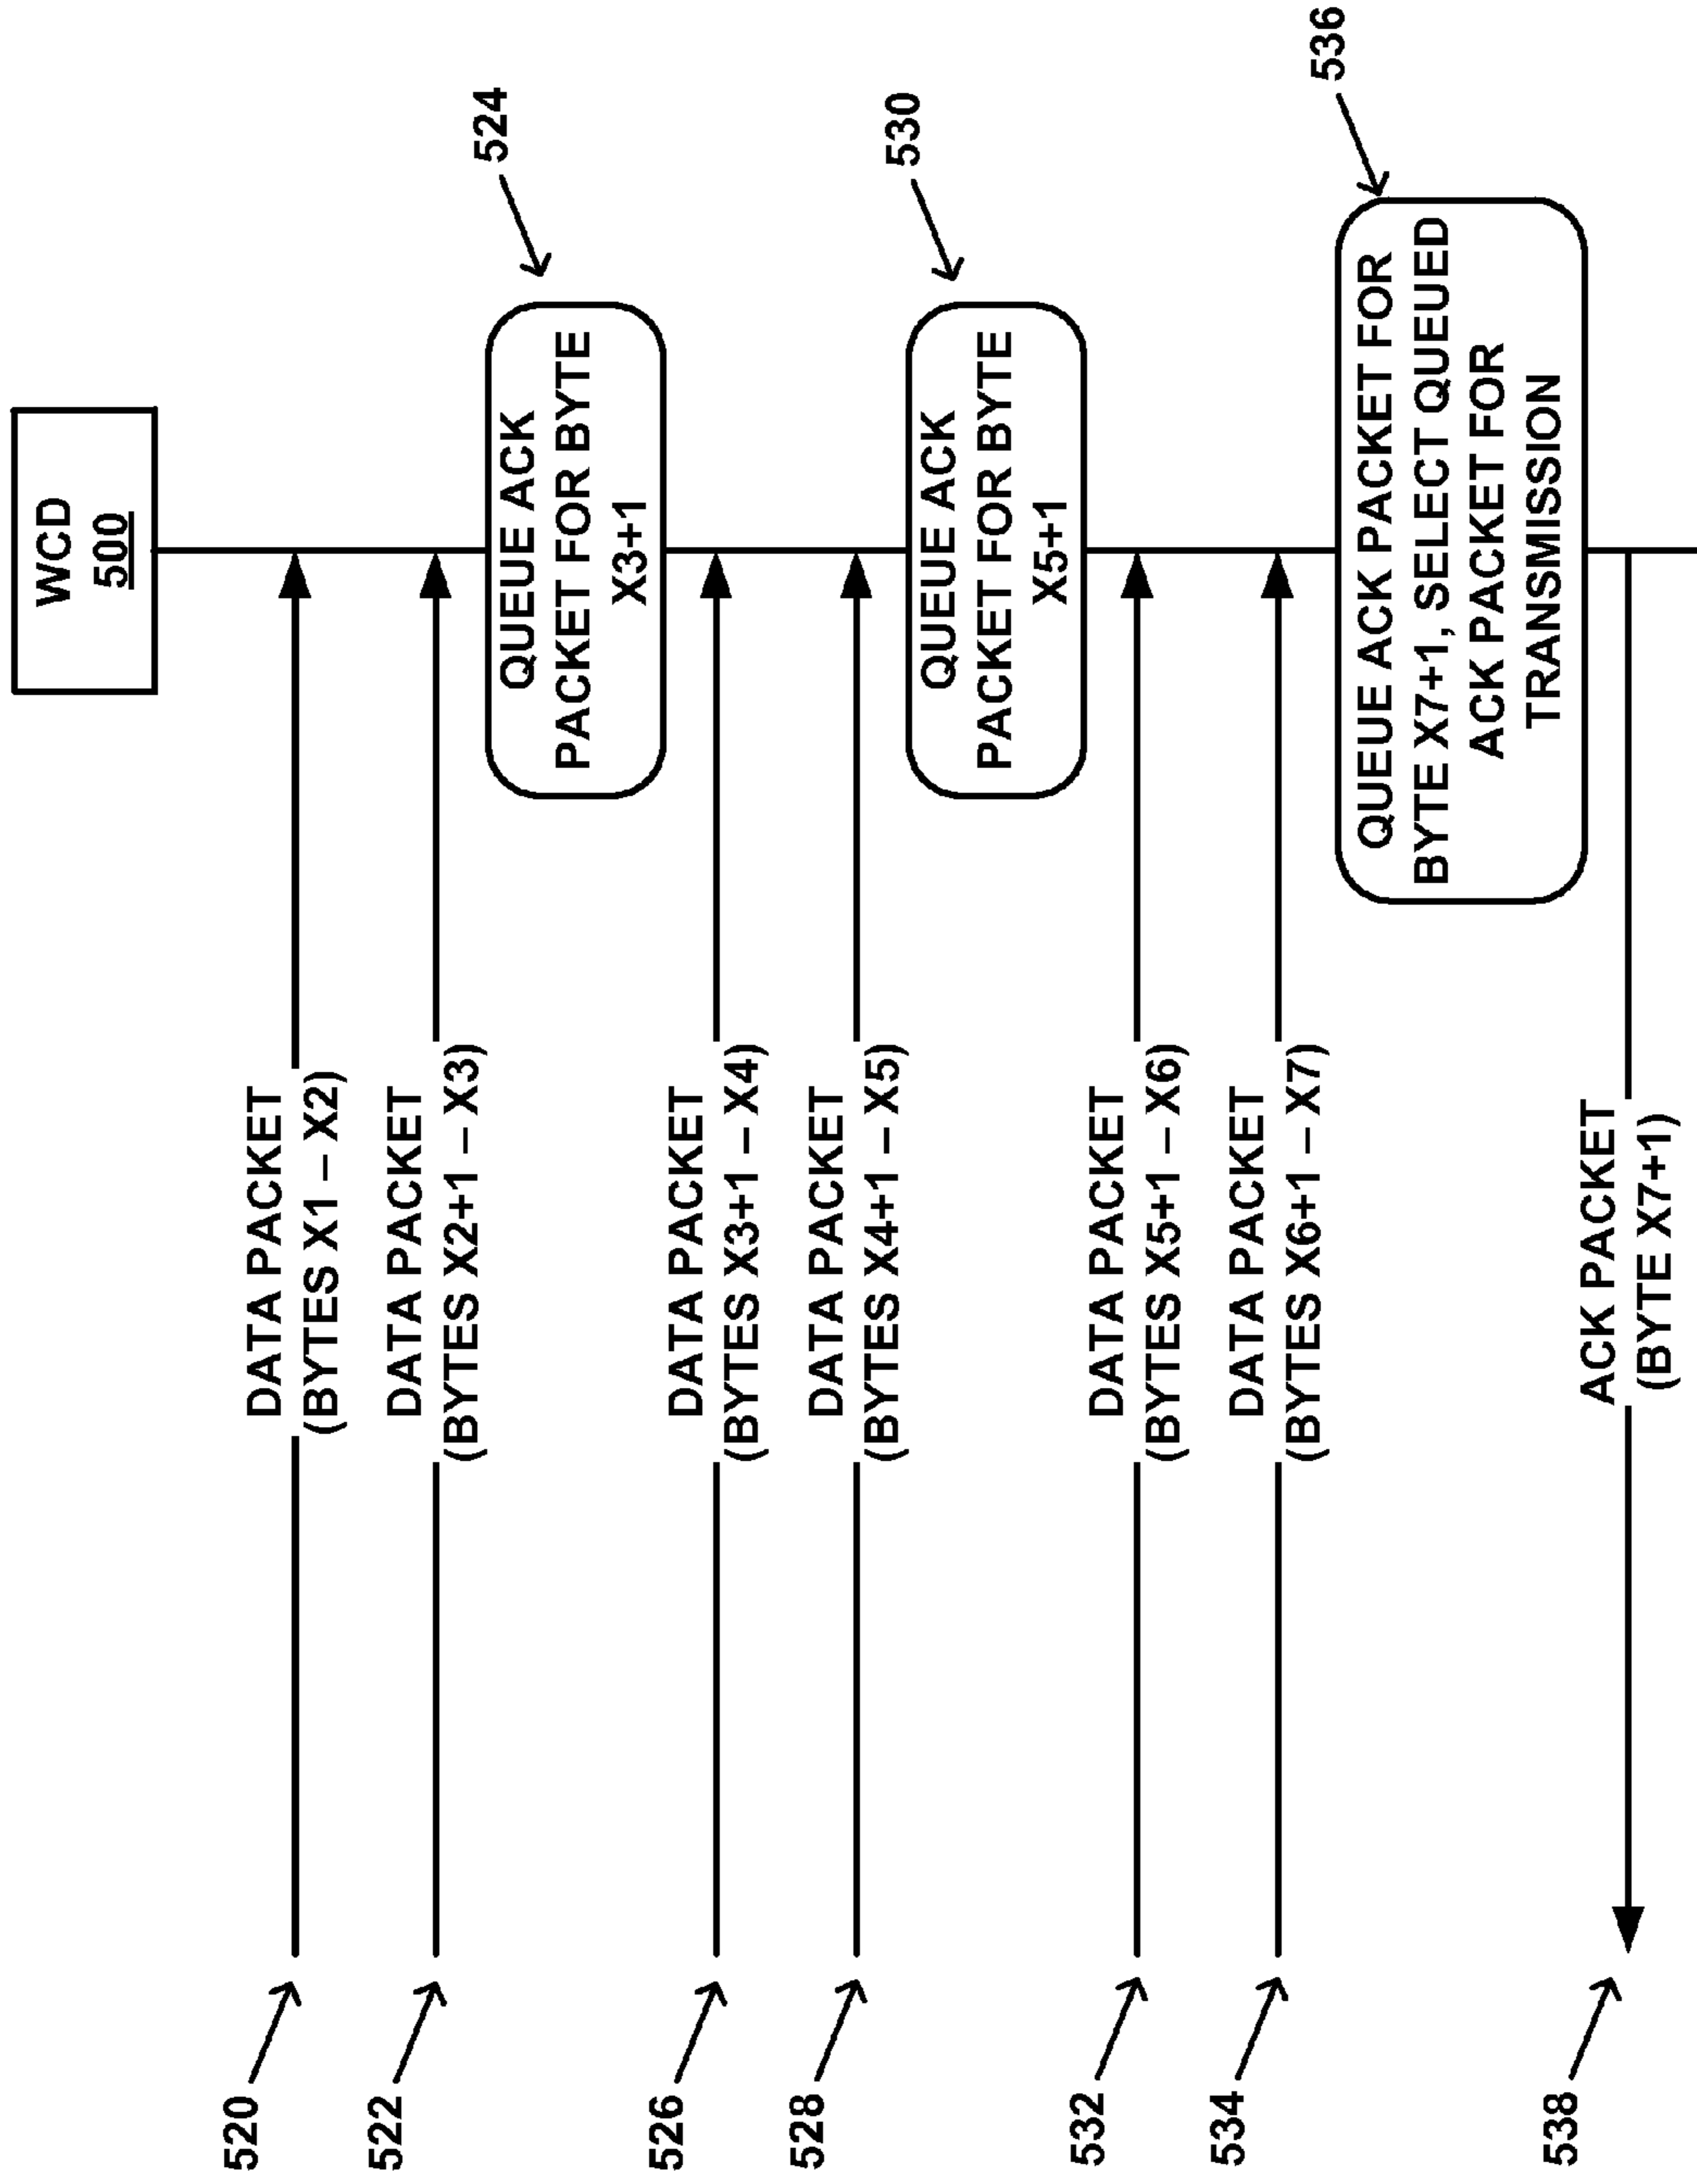 WCD
500
520
DATA PACKET
(BYTES X1 – X2)
522
DATA PACKET
(BYTES X2+1 – X3)
QUEUE ACK
PACKET FOR BYTE
X3+1
524
526
DATA PACKET
(BYTES X3+1 – X4)
528
DATA PACKET
(BYTES X4+1 – X5)
QUEUE ACK
PACKET FOR BYTE
X5+1
530
532
DATA PACKET
(BYTES X5+1 – X6)
534
DATA PACKET
(BYTES X6+1 – X7)
QUEUE ACK PACKET FOR
BYTE X7+1, SELECT QUEUED
ACK PACKET FOR
TRANSMISSION
536
538
ACK PACKET
(BYTE X7+1)